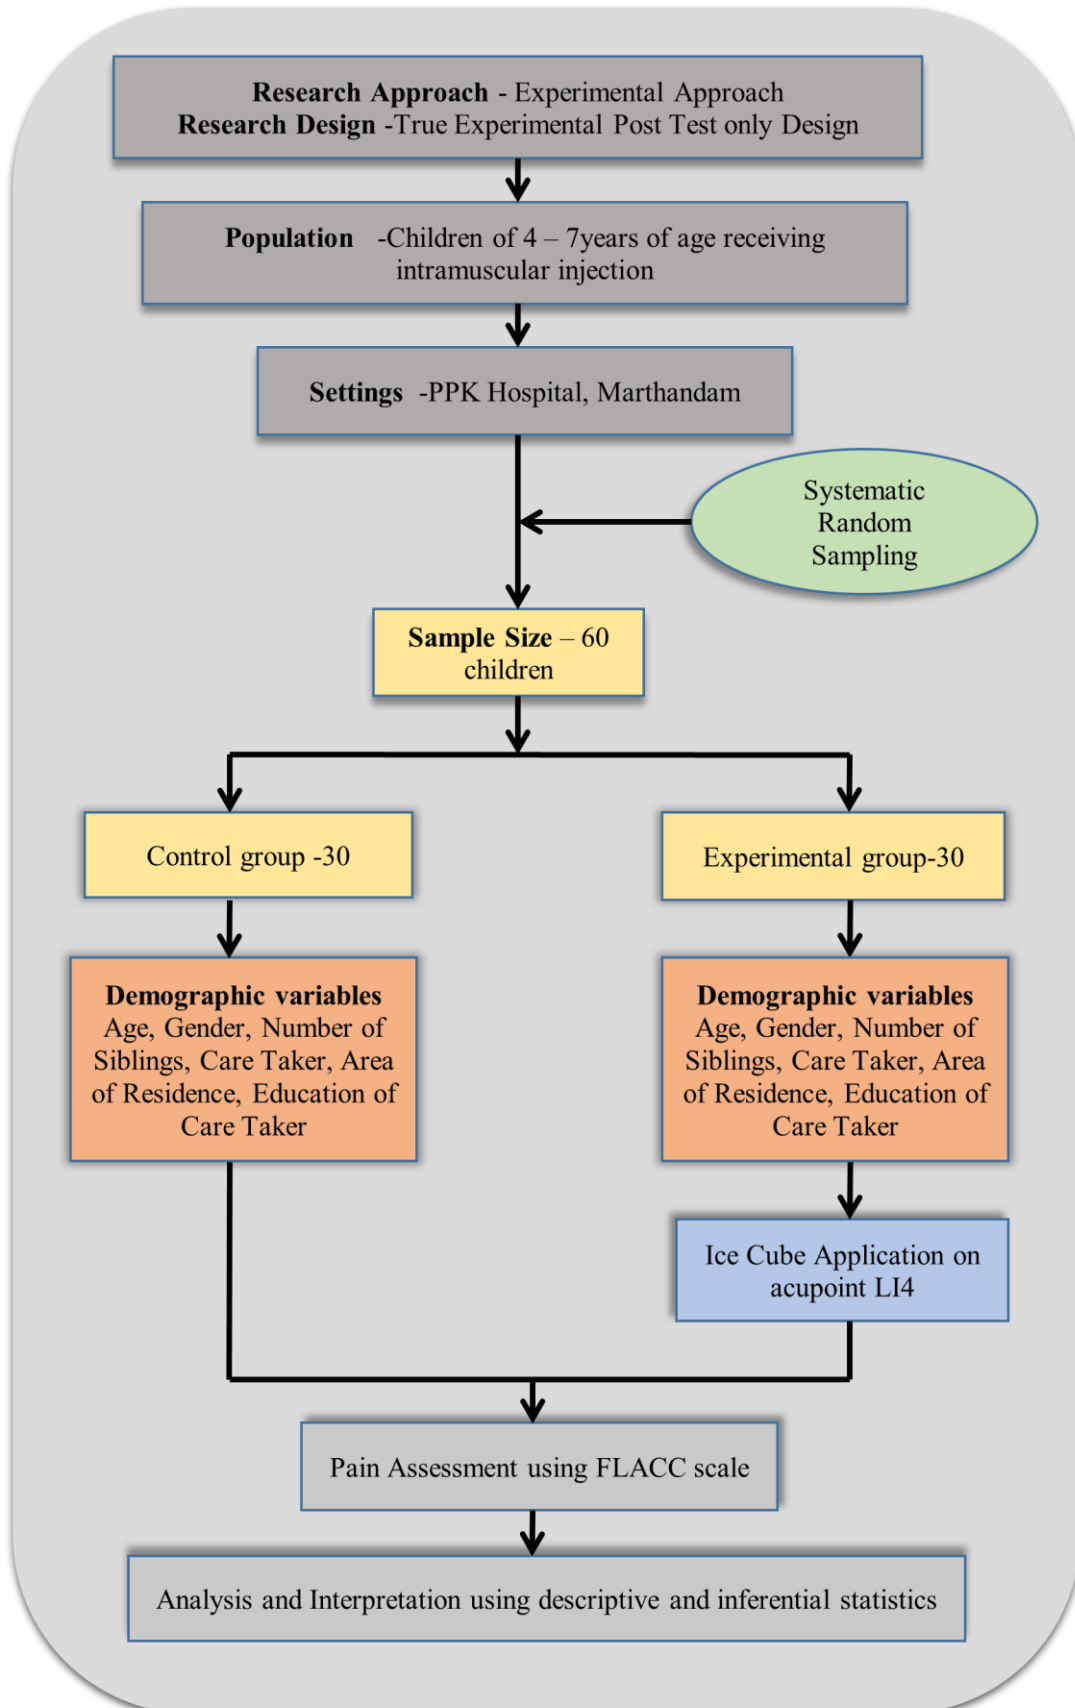 Research Approach - Experimental Approach
Research Design -True Experimental Post Test only Design
Population -Children of 4 – 7years of age receiving
intramuscular injection
Settings -PPK Hospital, Marthandam
Systematic
Random
Sampling
Sample Size – 60
children
Control group -30
Experimental group-30
Demographic variables
Age, Gender, Number of
Siblings, Care Taker, Area
of Residence, Education of
Care Taker
Demographic variables
Age, Gender, Number of
Siblings, Care Taker, Area
of Residence, Education of
Care Taker
Ice Cube Application on
acupoint LI4
Pain Assessment using FLACC scale
Analysis and Interpretation using descriptive and inferential statistics